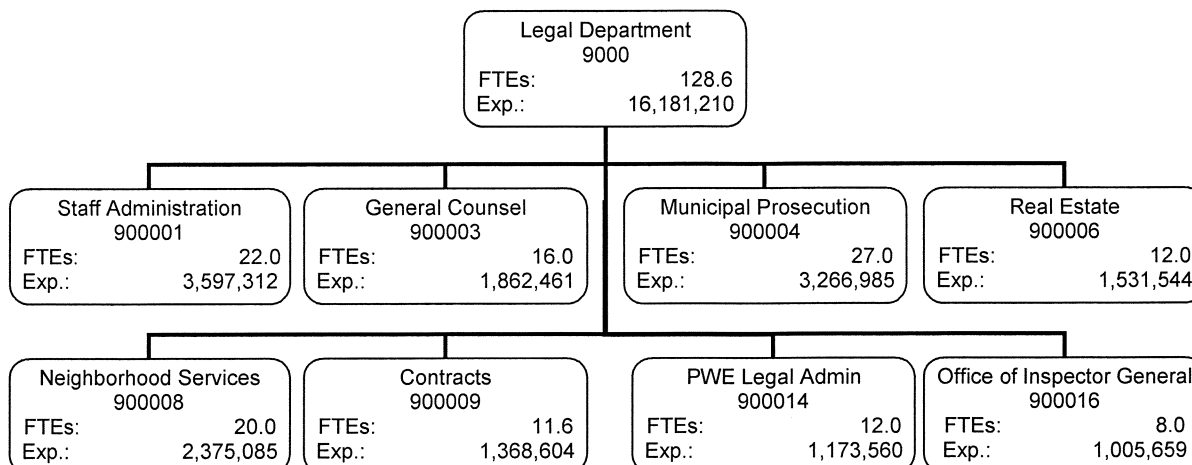 Legal Department
9000
FTEs: 128.6
Exp.: 16,181,210
Staff Administration
900001
FTEs: 22.0
Exp.: 3,597,312
General Counsel
900003
FTEs: 16.0
Exp.: 1,862,461
Municipal Prosecution
900004
FTEs: 27.0
Exp.: 3,266,985
Real Estate
900006
FTEs: 12.0
Exp.: 1,531,544
Neighborhood Services
900008
FTEs: 20.0
Exp.: 2,375,085
Contracts
900009
FTEs: 11.6
Exp.: 1,368,604
PWE Legal Admin
900014
FTEs: 12.0
Exp.: 1,173,560
Office of Inspector General
900016
FTEs: 8.0
Exp.: 1,005,659